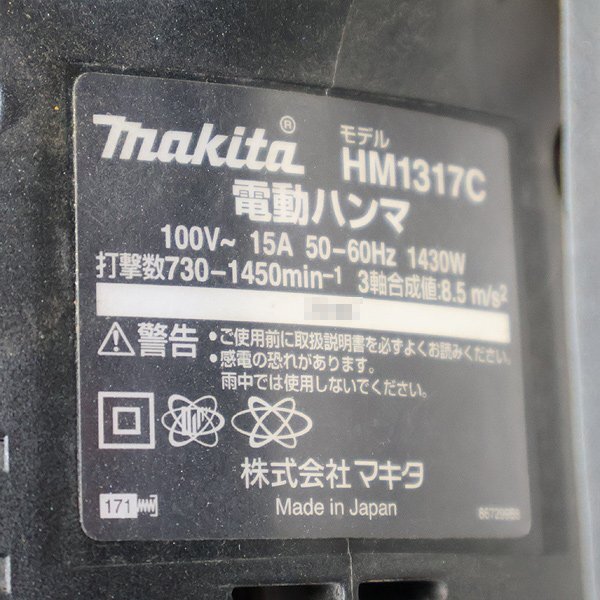 makita®
モデル
HM1317C
電動ハンマ
100V~ 15A 50-60Hz 1430W
打撃数730-1450min-1 3軸合成値:8.5 m/s2
⚠警告 •ご使用前に取扱説明書を必ずよくお読みください。
•感電の恐れがあります。
雨中では使用しないでください。
株式会社マキタ
171
Made in Japan